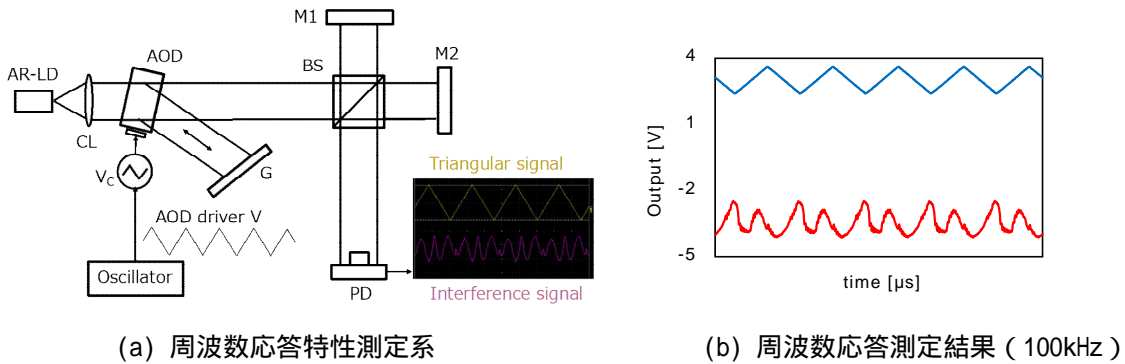 M1
AOD
AR-LD
BS
M2
CL
V_C
G
AOD driver V
Oscillator
PD
Triangular signal
Interference signal
(a) 周波数応答特性測定系
4
1
-2
-5
Output [V]
time [μs]
(b) 周波数応答測定結果（100kHz）